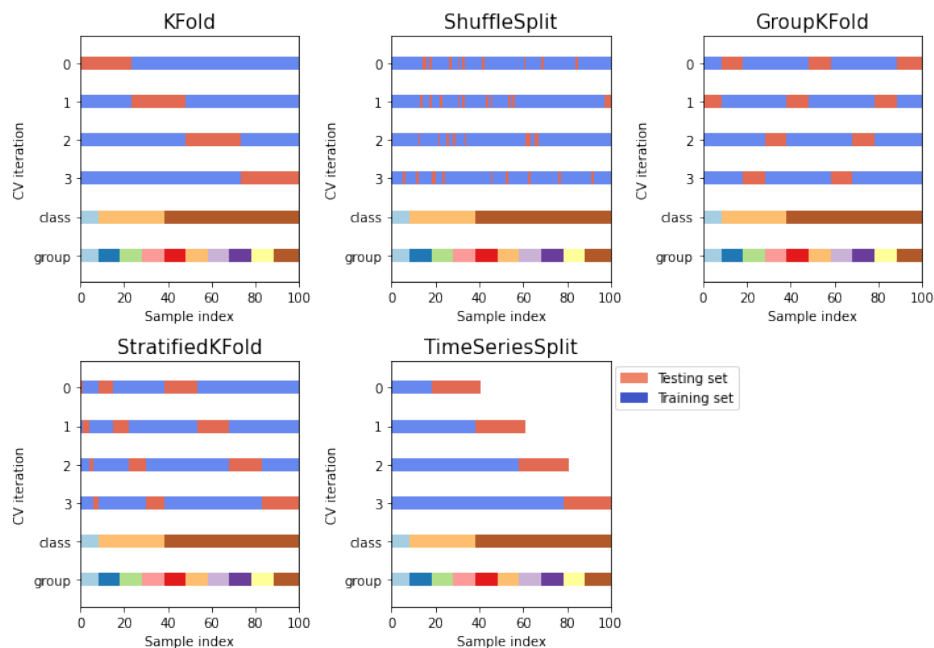 KFold
ShuffleSplit
GroupKFold
CV iteration
0
1
2
3
class
group
0 20 40 60 80 100
Sample index
CV iteration
0
1
2
3
class
group
0 20 40 60 80 100
Sample index
CV iteration
0
1
2
3
class
group
0 20 40 60 80 100
Sample index
StratifiedKFold
TimeSeriesSplit
CV iteration
0
1
2
3
class
group
0 20 40 60 80 100
Sample index
CV iteration
0
1
2
3
class
group
0 20 40 60 80 100
Sample index
Testing set
Training set